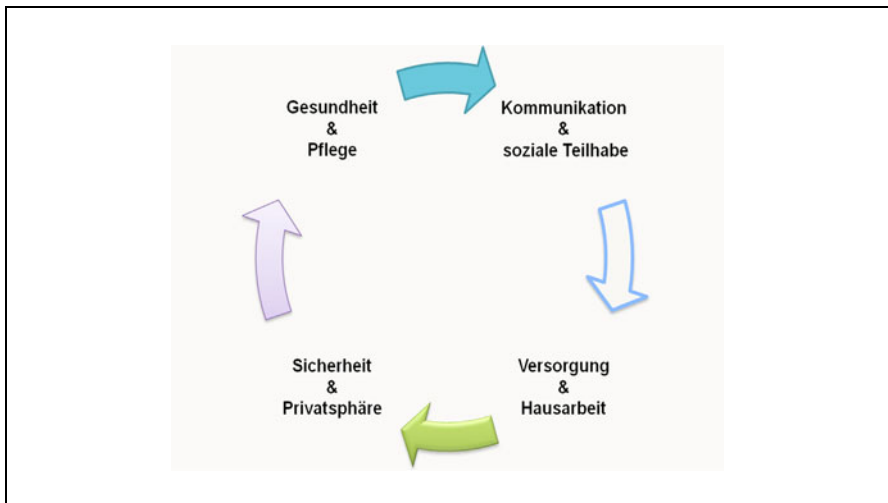 Gesundheit
&
Pflege
Kommunikation
&
soziale Teilhabe
Versorgung
&
Hausarbeit
Sicherheit
&
Privatsphäre